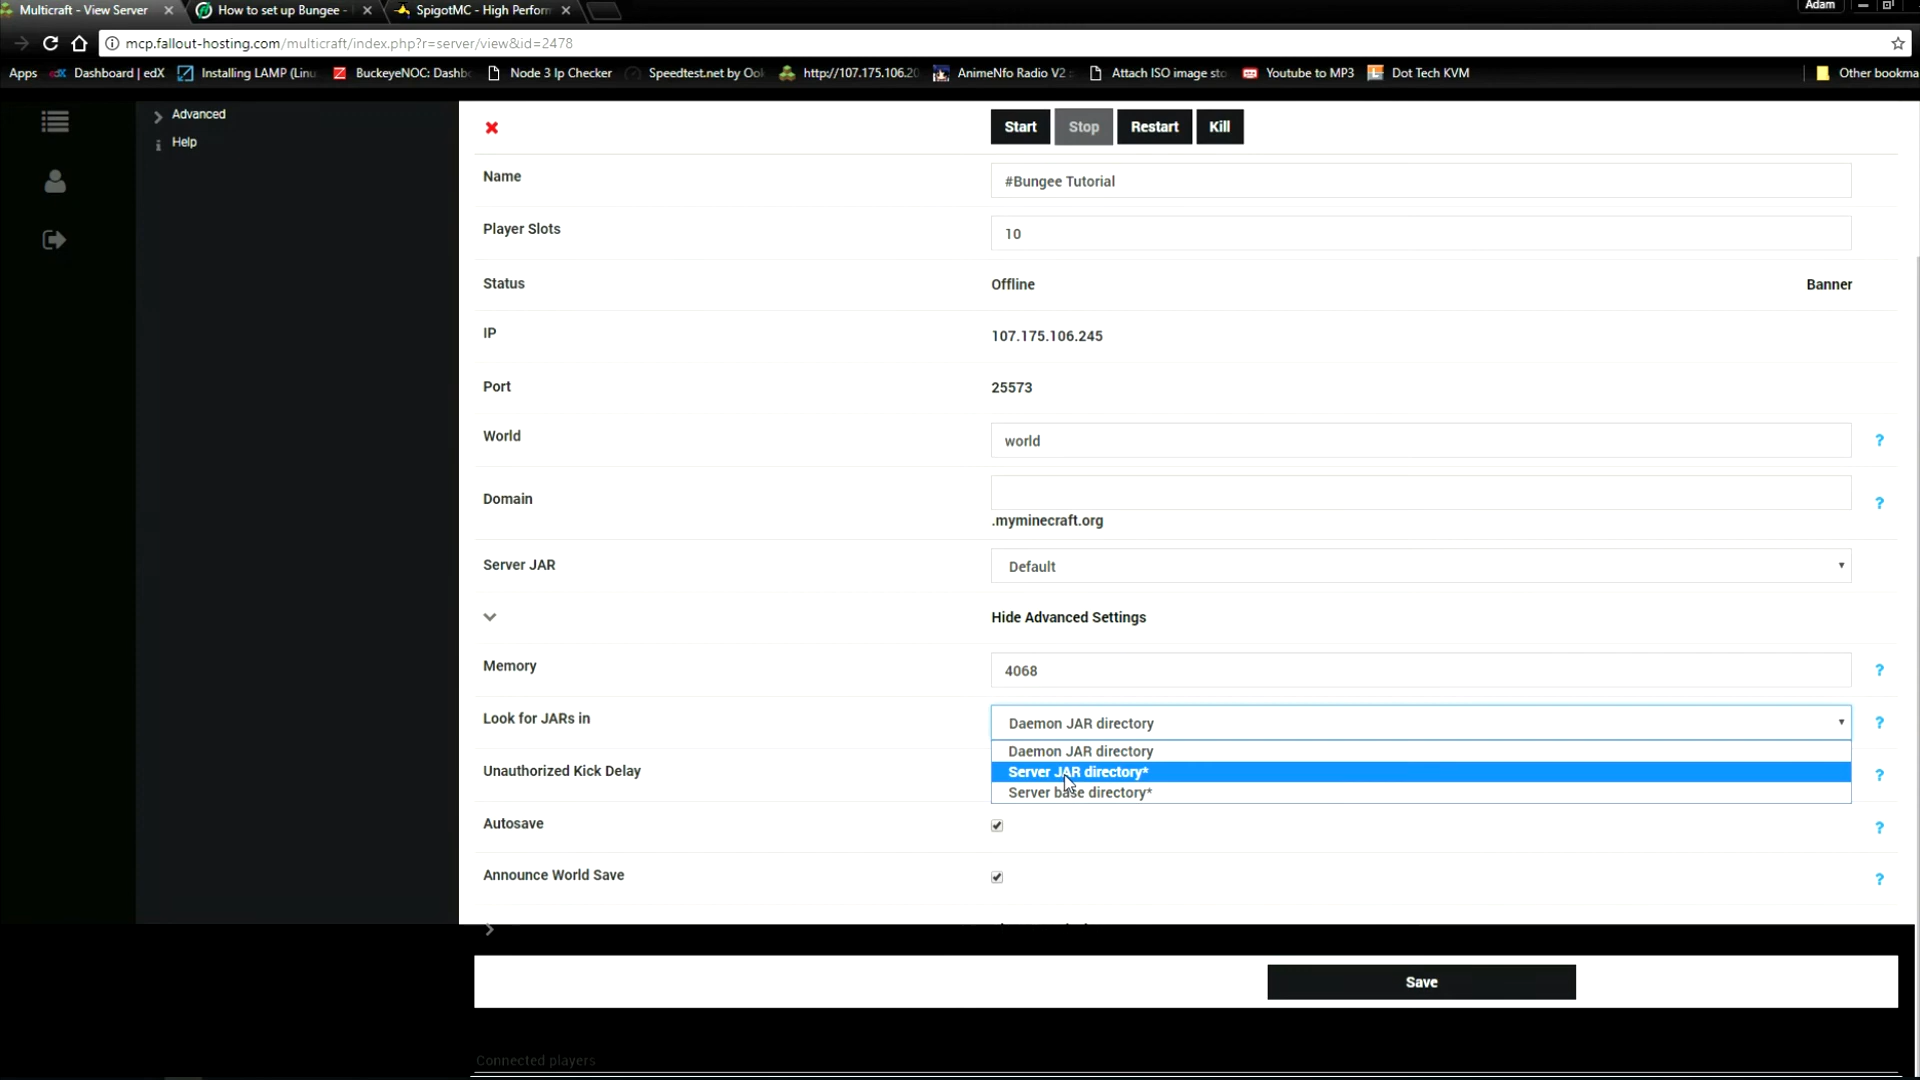 Multicraft - View Server
How to set up Bungee -
SpigotMC - High Perforn
Adam
mcp.fallout-hosting.com/multicraft/index.php?r=server/view&id=2478
Apps
edX
Dashboard | edX
Installing LAMP (Linu
BuckeyeNOC: Dashb
Node 3 Ip Checker
Speedtest.net by Ool
http://107.175.106.20
AnimeNfo Radio V2
Attach ISO image sto
Youtube to MP3
Dot Tech KVM
Other bookma
Advanced
Help
Start
Stop
Restart
Kill
Name
#Bungee Tutorial
Player Slots
10
Status
Offline
Banner
IP
107.175.106.245
Port
25573
World
world
?
Domain
.myminecraft.org
?
Server JAR
Default
Hide Advanced Settings
Memory
4068
?
Look for JARs in
Daemon JAR directory
?
Daemon JAR directory
Server JAR directory*
Server base directory*
Unauthorized Kick Delay
?
Autosave
?
Announce World Save
?
Save
Connected players